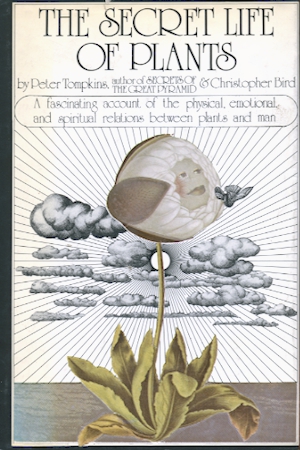 THE SECRET LIFE
OF PLANTS
by Peter Tompkins, author of SECRETS OF THE GREAT PYRAMID & Christopher Bird
A fascinating account of the physical, emotional,
and spiritual relations between plants and man